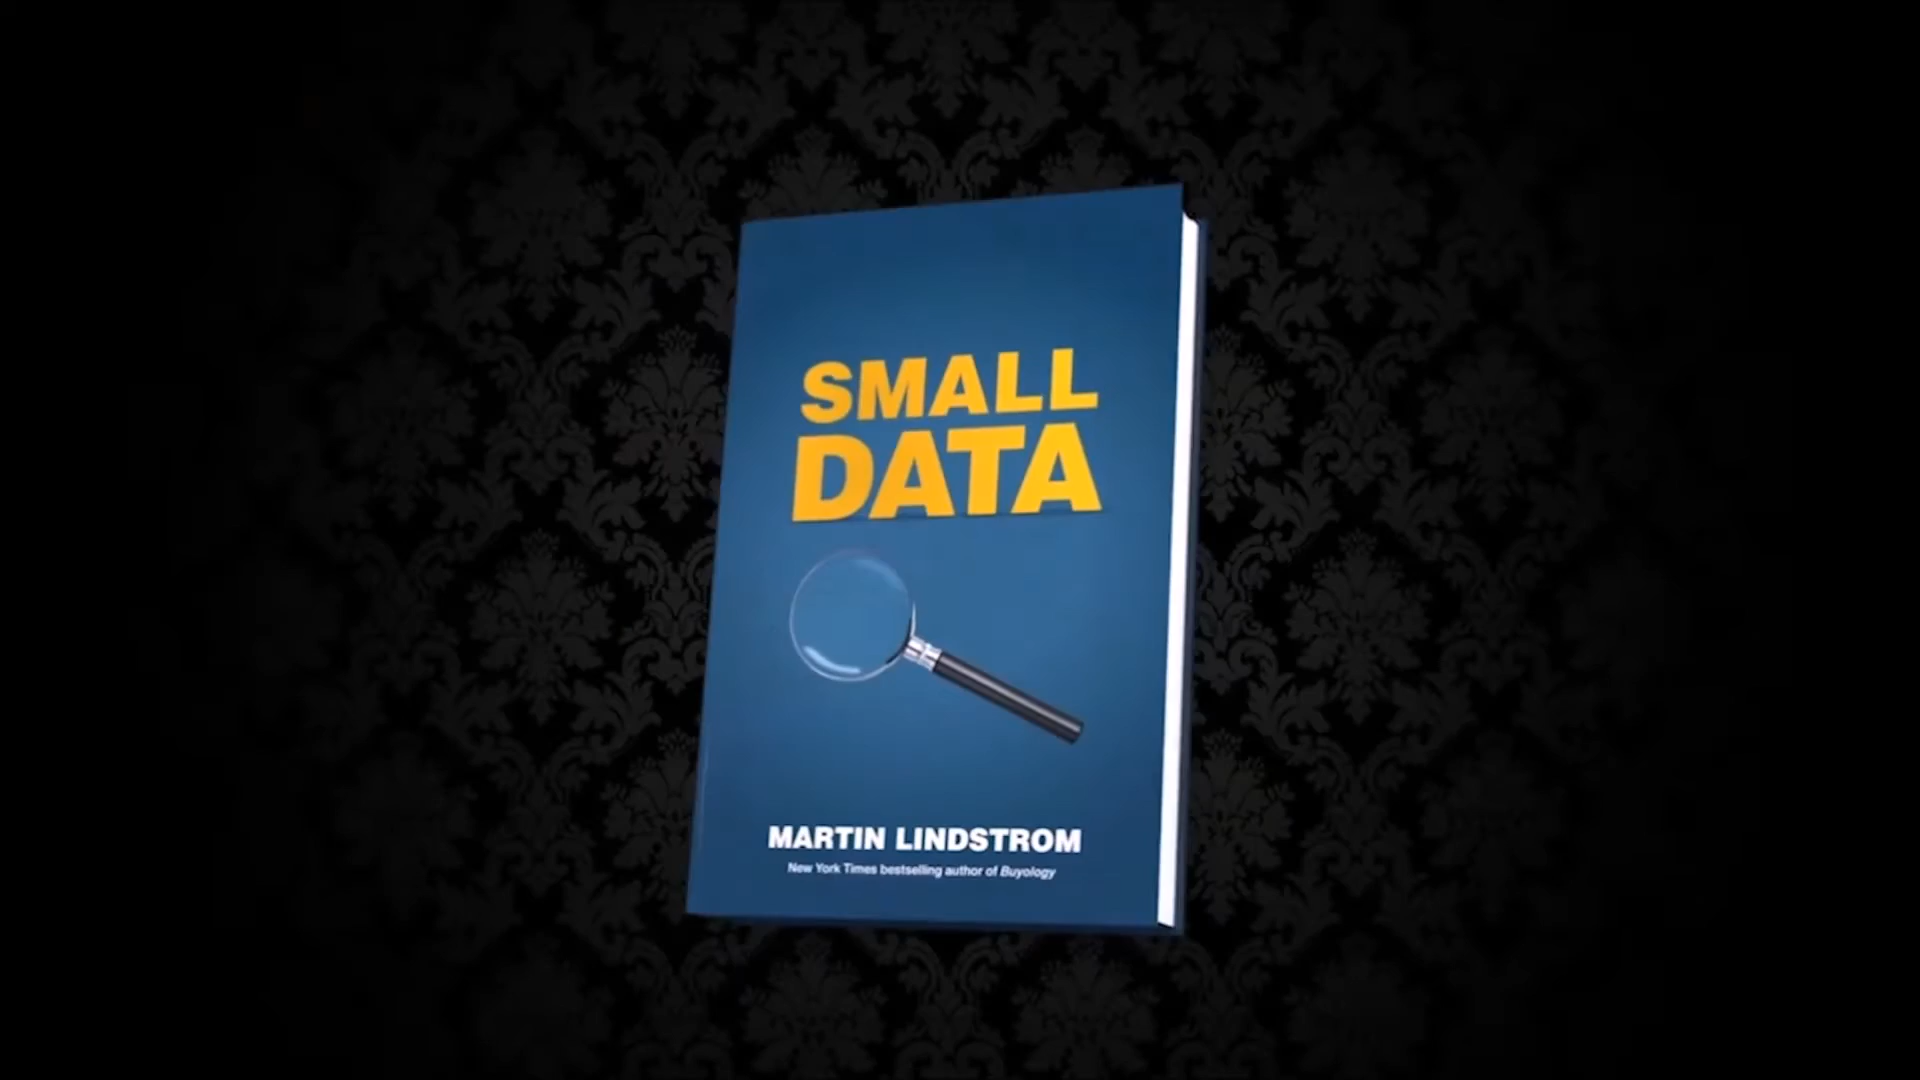 SMALL
DATA
MARTIN LINDSTROM
New York Times bestselling author of Buyology